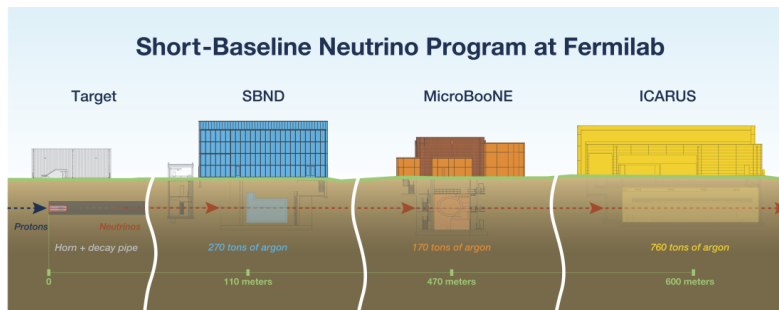 Short-Baseline Neutrino Program at Fermilab
Target
SBND
MicroBooNE
ICARUS
Protons
Neutrinos
Horn + decay pipe
270 tons of argon
170 tons of argon
760 tons of argon
0
110 meters
470 meters
600 meters